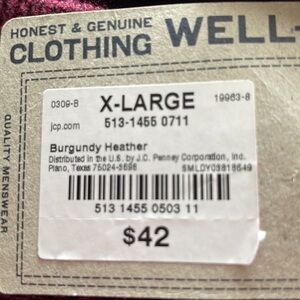 HONEST & GENUINE
CLOTHING WELL-
QUALITY MENSWEAR
0309-B X-LARGE 19963-8
jcp.com 513-1455 0711
Burgundy Heather
Distributed in the U.S. by J.C. Penney Corporation, Inc.
Plano, Texas 75024-3698 SMLDY03818649
513 1455 0503 11
$42